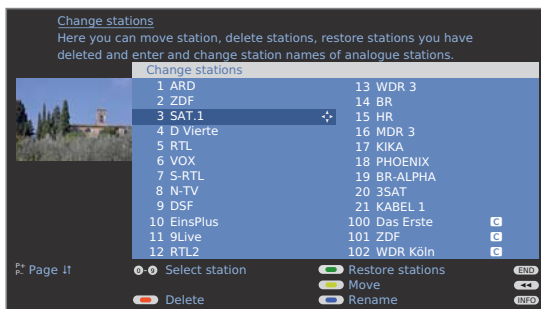 Change stations
Here you can move station, delete stations, restore stations you have
deleted and enter and change station names of analogue stations.
Change stations
1 ARD
2 ZDF
3 SAT.1
4 D Vierte
5 RTL
6 VOX
7 S-RTL
8 N-TV
9 DSF
10 EinsPlus
11 9Live
12 RTL2
13 WDR 3
14 BR
15 HR
16 MDR 3
17 KIKA
18 PHOENIX
19 BR-ALPHA
20 3SAT
21 KABEL 1
100 Das Erste C
101 ZDF C
102 WDR Köln C
P+ P- Page ↓↑
0-9 Select station
Restore stations END
Move ◄◄
Delete
Rename INFO